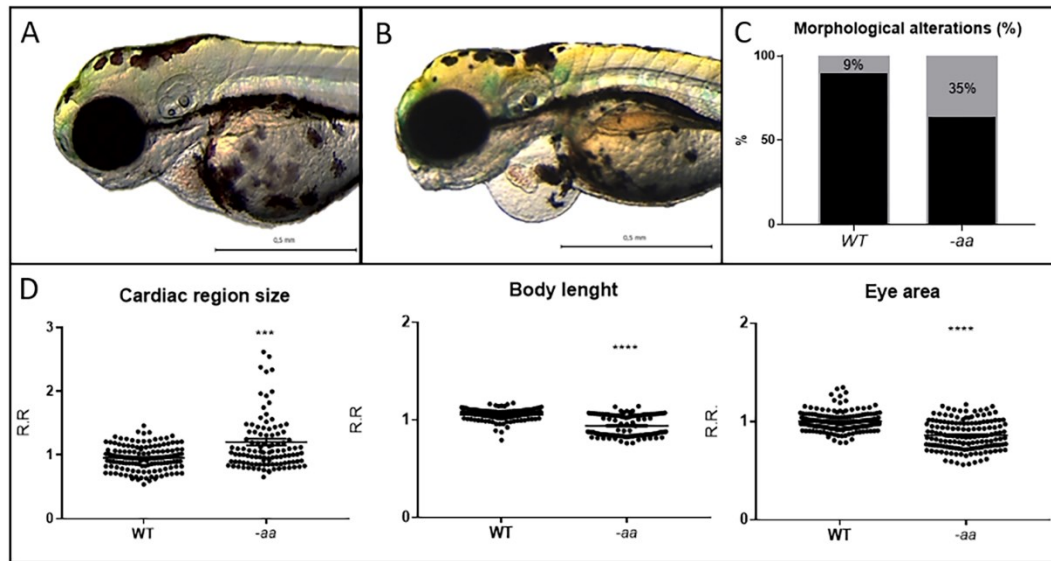 A
0,5 mm
B
0,5 mm
C
Morphological alterations (%)
100
50
0
%
9%
35%
WT
-aa
D
Cardiac region size
3
2
1
0
R.R
***
WT
-aa
Body lenght
2
1
0
R.R
****
WT
-aa
Eye area
2
1
0
R.R.
****
WT
-aa